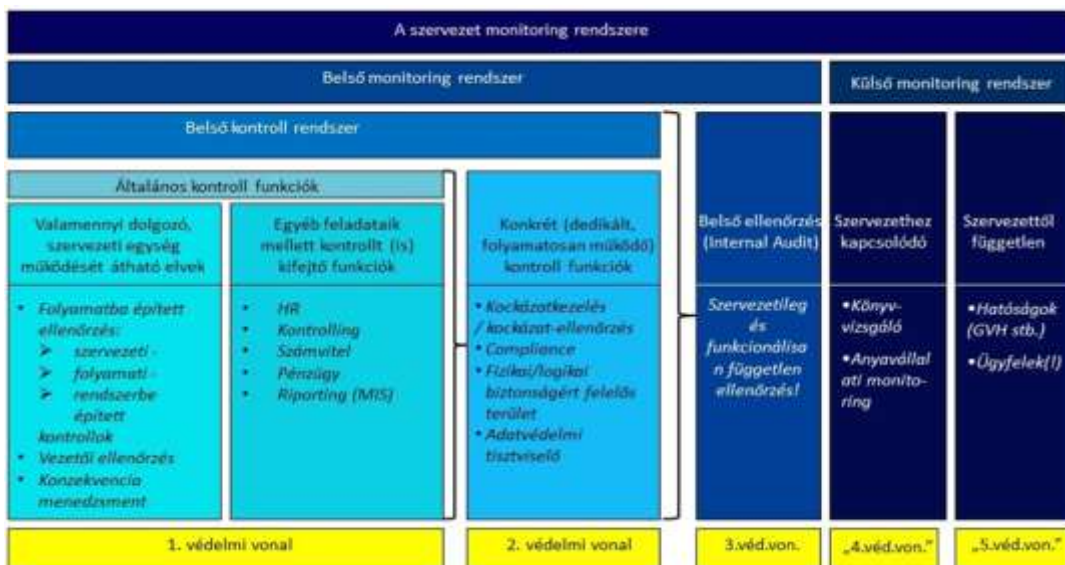 A szervezet monitoring rendszere
Belső monitoring rendszer
Külső monitoring rendszer
Belső kontroll rendszer
Általános kontroll funkciók
Valamennyi dolgozó,
szervezeti egység
működését átható elvek
Egyéb feladataik
mellett kontrollt (is)
kifejtő funkciók
Konkrét (dedikált,
folyamatosan működő)
kontroll funkciók
Belső ellenőrzés
(Internal Audit)
Szervezethez
kapcsolódó
Szervezettől
független
• Folyamatba épített
ellenőrzés:
➢ szervezeti -
➢ folyamati -
➢ rendszerbe
épített
kontrollok
• Vezetői ellenőrzés
• Konzekvencia
menedzsment
• HR
• Kontrolling
• Számvitel
• Pénzügy
• Riporting (MIS)
• Kockázatkezelés
/ kockázat-ellenőrzés
• Compliance
• Fizikai/logikai
biztonságért felelős
terület
• Adatvédelmi
tisztviselő
Szervezetileg
és
funkcionálisa
n független
ellenőrzés!
•Könyv-
vizsgáló
•Anyavállal
ati monito-
ring
•Hatóságok
(GVH stb.)
•Ügyfelek(!)
1. védelmi vonal
2. védelmi vonal
3.véd.von.
„4.véd.von.”
„5.véd.von.”